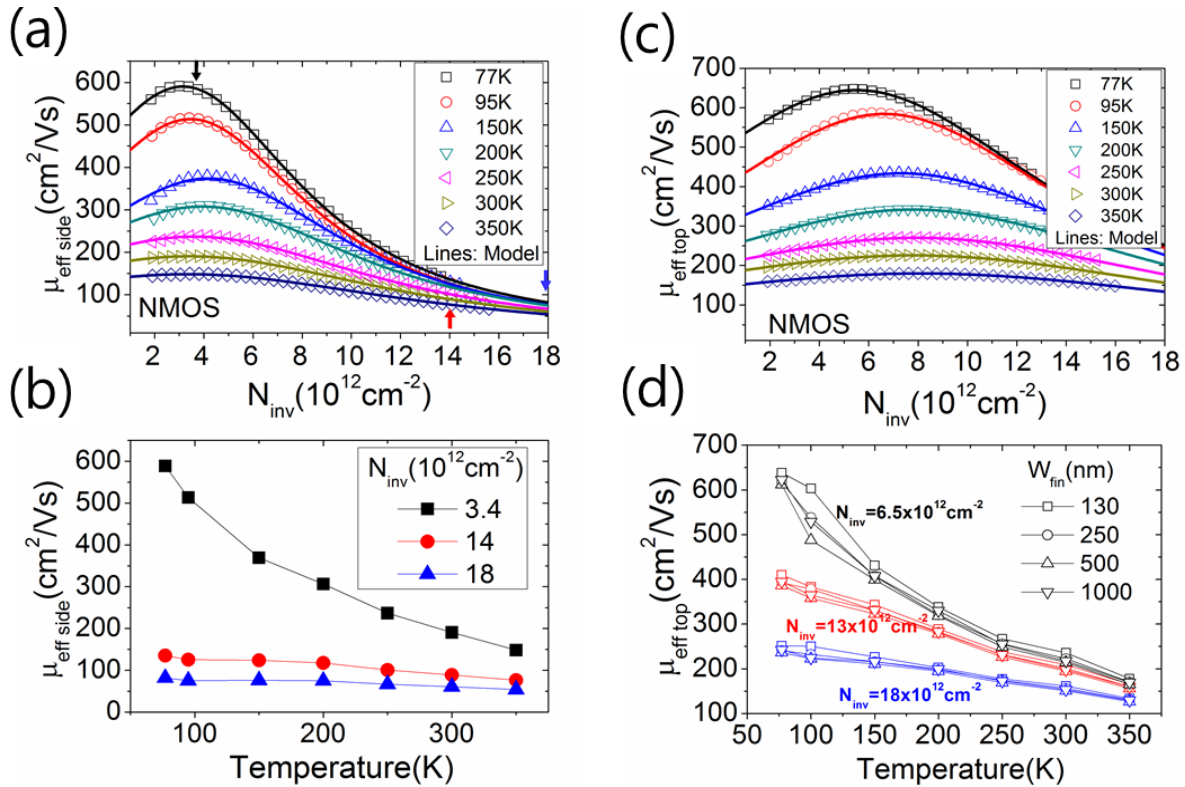 (a)
μeff side(cm²/Vs)
600
500
400
300
200
100
77K
95K
150K
200K
250K
300K
350K
Lines: Model
NMOS
2 4 6 8 10 12 14 16 18
Ninv(10¹²cm⁻²)
(c)
μeff top(cm²/Vs)
700
600
500
400
300
200
100
77K
95K
150K
200K
250K
300K
350K
Lines: Model
NMOS
2 4 6 8 10 12 14 16 18
Ninv(10¹²cm⁻²)
(b)
μeff side(cm²/Vs)
600
500
400
300
200
100
0
Ninv(10¹²cm⁻²)
3.4
14
18
100 200 300
Temperature(K)
(d)
μeff top(cm²/Vs)
700
600
500
400
300
200
100
Wfin(nm)
130
250
500
1000
Ninv=6.5x10¹²cm⁻²
Ninv=13x10¹²cm⁻²
Ninv=18x10¹²cm⁻²
50 100 150 200 250 300 350
Temperature(K)